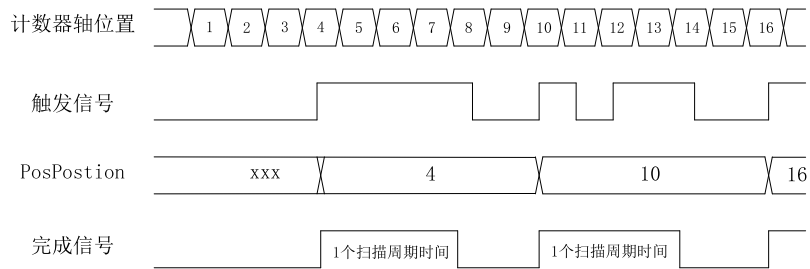 计数器轴位置 1 2 3 4 5 6 7 8 9 10 11 12 13 14 15 16
触发信号
PosPostion xxx 4 10 16
完成信号 1个扫描周期时间 1个扫描周期时间